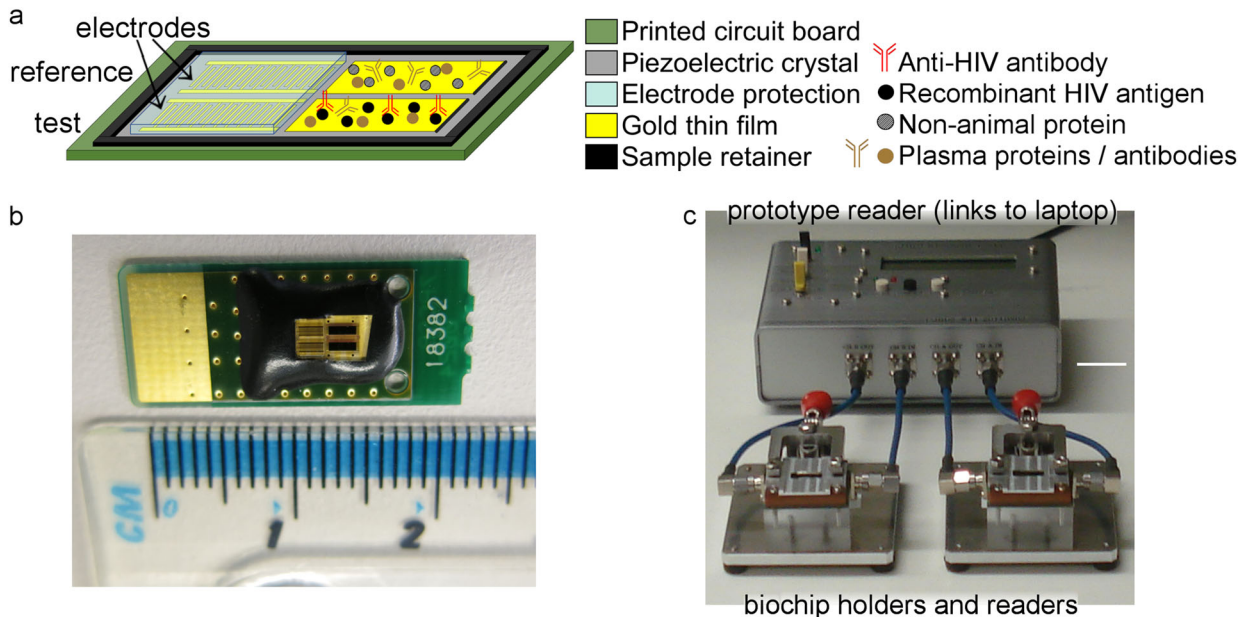 a
electrodes
reference
test
Printed circuit board
Piezoelectric crystal
Electrode protection
Gold thin film
Sample retainer
Anti-HIV antibody
Recombinant HIV antigen
Non-animal protein
Plasma proteins / antibodies
b
18382
CM
0
1
2
c
prototype reader (links to laptop)
biochip holders and readers